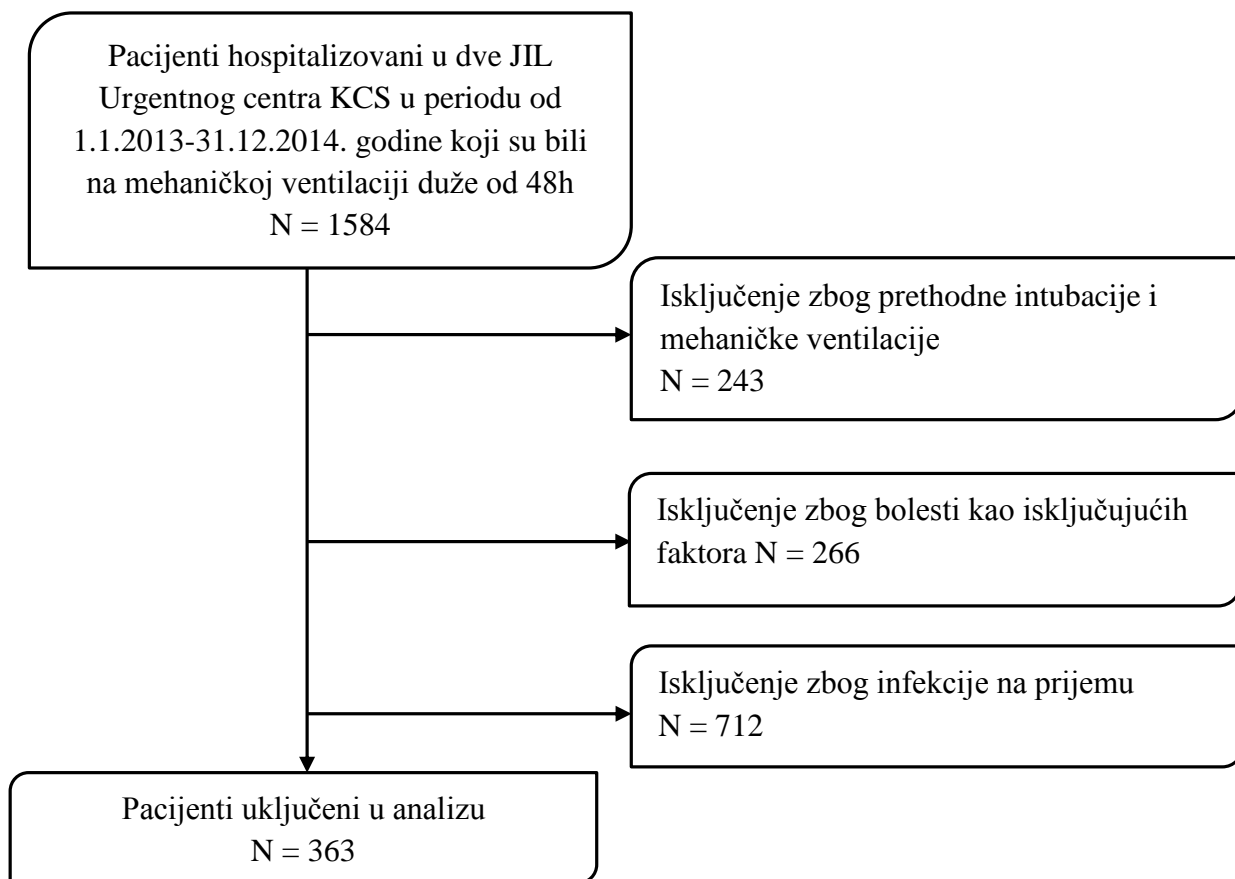 Pacijenti hospitalizovani u dve JIL
Urgentnog centra KCS u periodu od
1.1.2013-31.12.2014. godine koji su bili
na mehaničkoj ventilaciji duže od 48h
N = 1584
Isključenje zbog prethodne intubacije i
mehaničke ventilacije
N = 243
Isključenje zbog bolesti kao isključujućih
faktora N = 266
Isključenje zbog infekcije na prijemu
N = 712
Pacijenti uključeni u analizu
N = 363